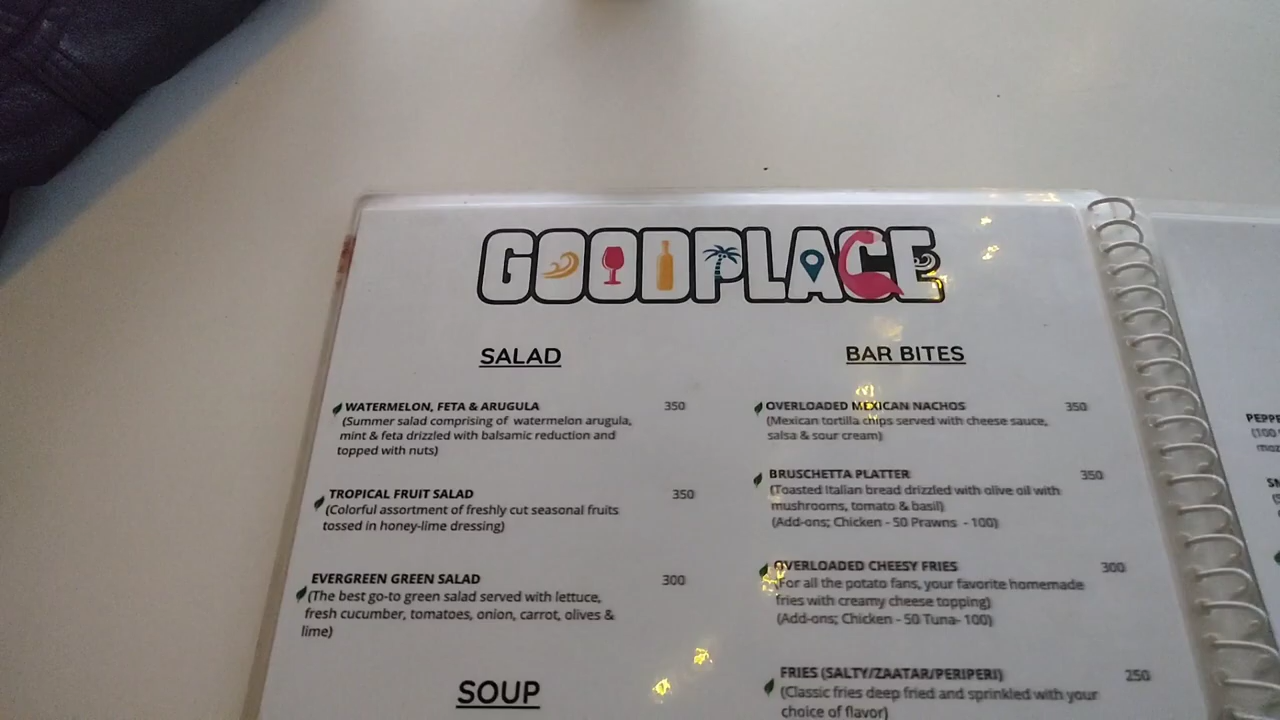 GOODPLACE
SALAD
WATERMELON, FETA & ARUGULA 350
(Summer salad comprising of watermelon arugula,
mint & feta drizzled with balsamic reduction and
topped with nuts)
TROPICAL FRUIT SALAD 350
(Colorful assortment of freshly cut seasonal fruits
tossed in honey-lime dressing)
EVERGREEN GREEN SALAD 300
(The best go-to green salad served with lettuce,
fresh cucumber, tomatoes, onion, carrot, olives &
lime)
SOUP
BAR BITES
OVERLOADED MEXICAN NACHOS 350
(Mexican tortilla chips served with cheese sauce,
salsa & sour cream)
BRUSCHETTA PLATTER 350
(Toasted Italian bread drizzled with olive oil with
mushrooms, tomato & basil)
(Add-ons; Chicken - 50 Prawns - 100)
OVERLOADED CHEESY FRIES 300
(For all the potato fans, your favorite homemade
fries with creamy cheese topping)
(Add-ons; Chicken - 50 Tuna- 100)
FRIES (SALTY/ZAATAR/PERIPERI) 250
(Classic fries deep fried and sprinkled with your
choice of flavor)